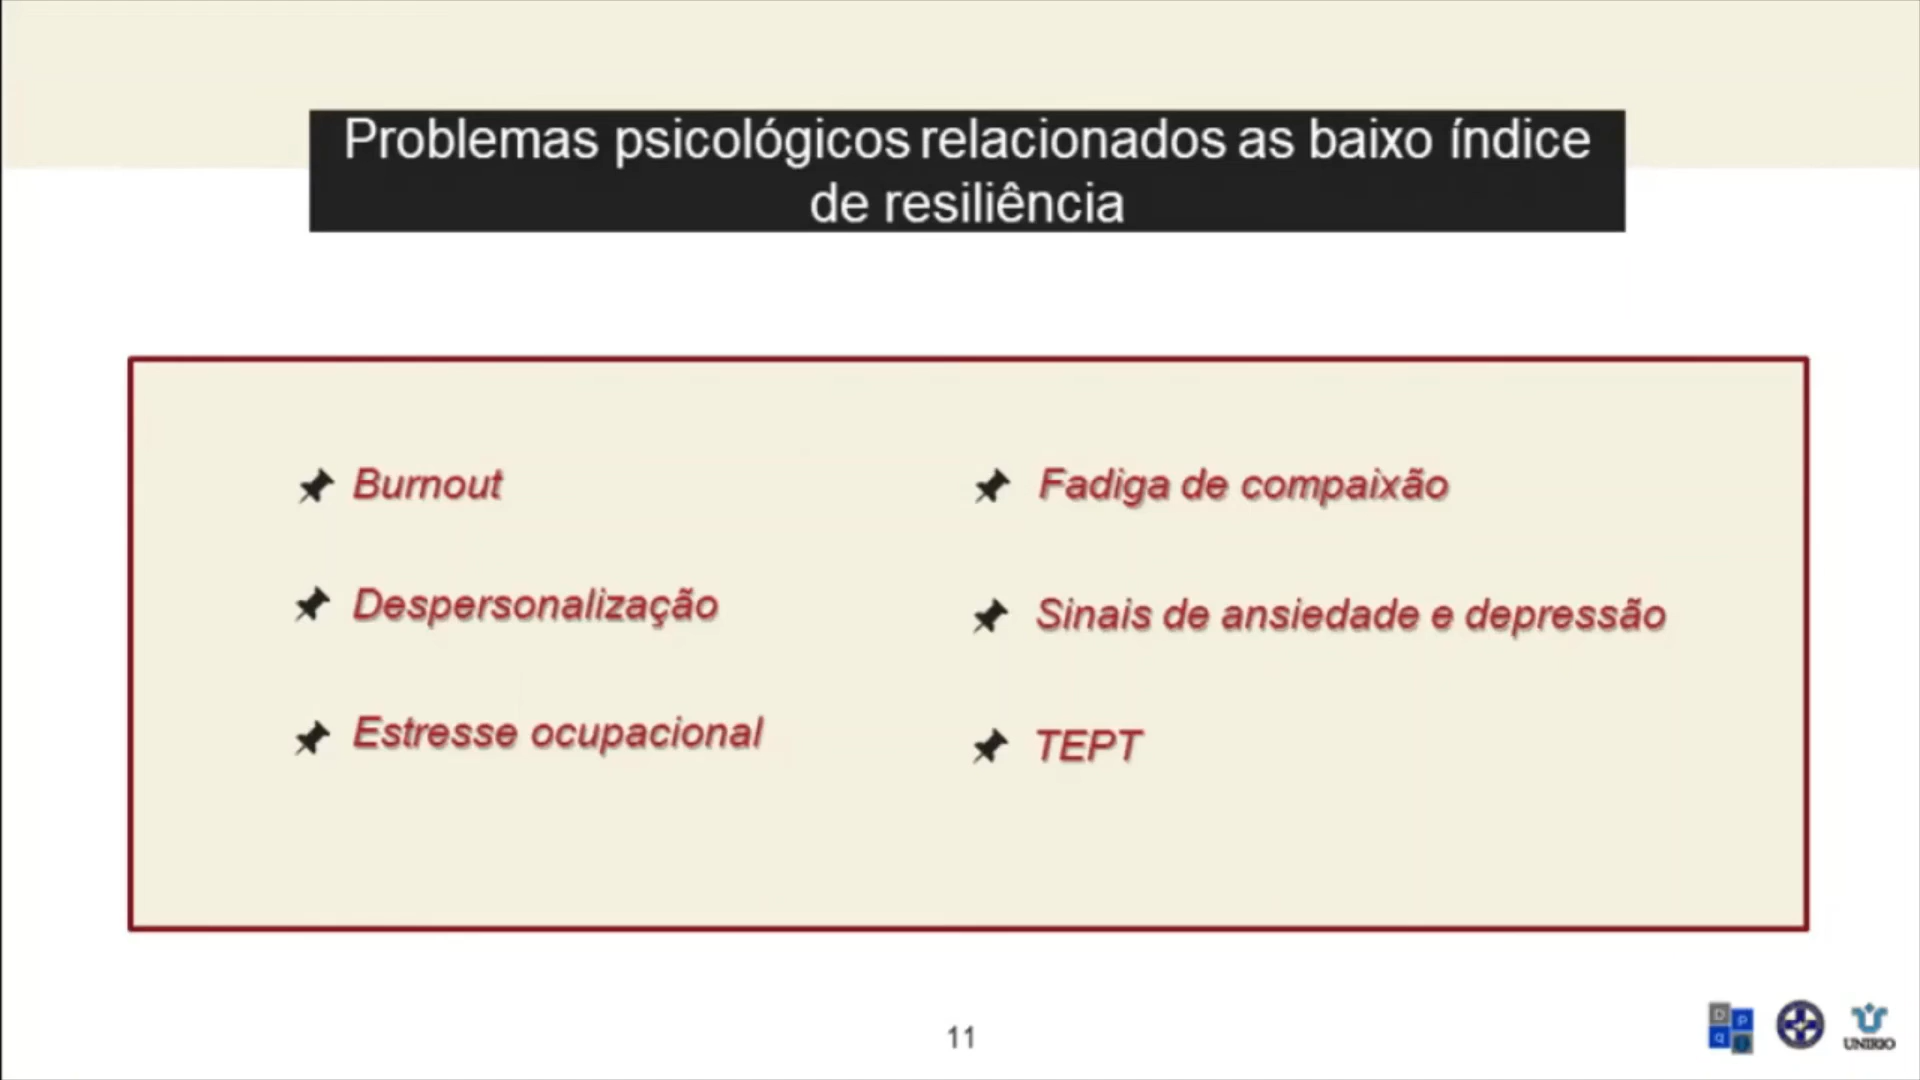 Problemas psicológicos relacionados as baixo índice
de resiliência
Burnout
Despersonalização
Estresse ocupacional
Fadiga de compaixão
Sinais de ansiedade e depressão
TEPT
11
D
P
q
UNIRIO